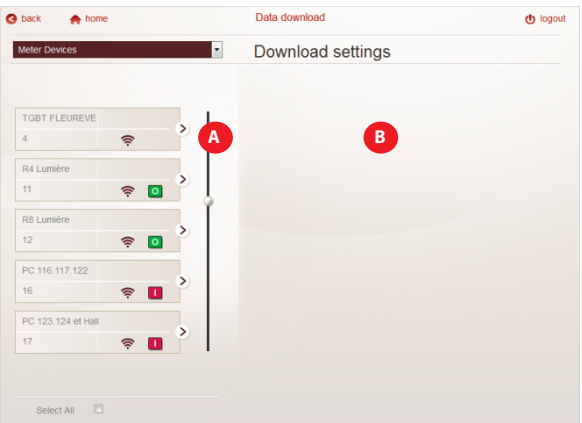 back home Data download logout
Meter Devices
Download settings
TGBT FLEUREVE
4
A
B
R4 Lumière
11 O
R8 Lumière
12 O
PC 116.117.122
16 I
PC 123.124 et Hall
17 I
Select All